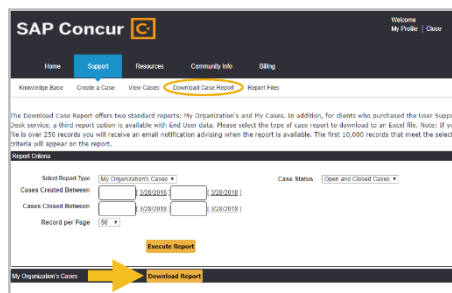 SAP Concur C
Welcome
My Profile | Close
Home Support Resources Community Info Billing
Knowledge Base Create a Case View Cases Download Case Report Report Files
The Download Case Report offers two standard reports: My Organization's and My Cases. In addition, for clients who purchased the User Suppo
Desk service, a third report option is available with End User data. Please select the type of case report to download to an Excel file. Note: If yo
file is over 250 records you will receive an email notification advising when the report is available. The first 10,000 records that meet the select
criteria will appear on the report.
Report Criteria
Select Report Type My Organization's Cases Case Status Open and Closed Cases
Cases Created Between [ 3/28/2018 ] [ 3/28/2018 ]
Cases Closed Between [ 3/28/2018 ] [ 3/28/2018 ]
Record per Page 50
Execute Report
My Organization's Cases Download Report